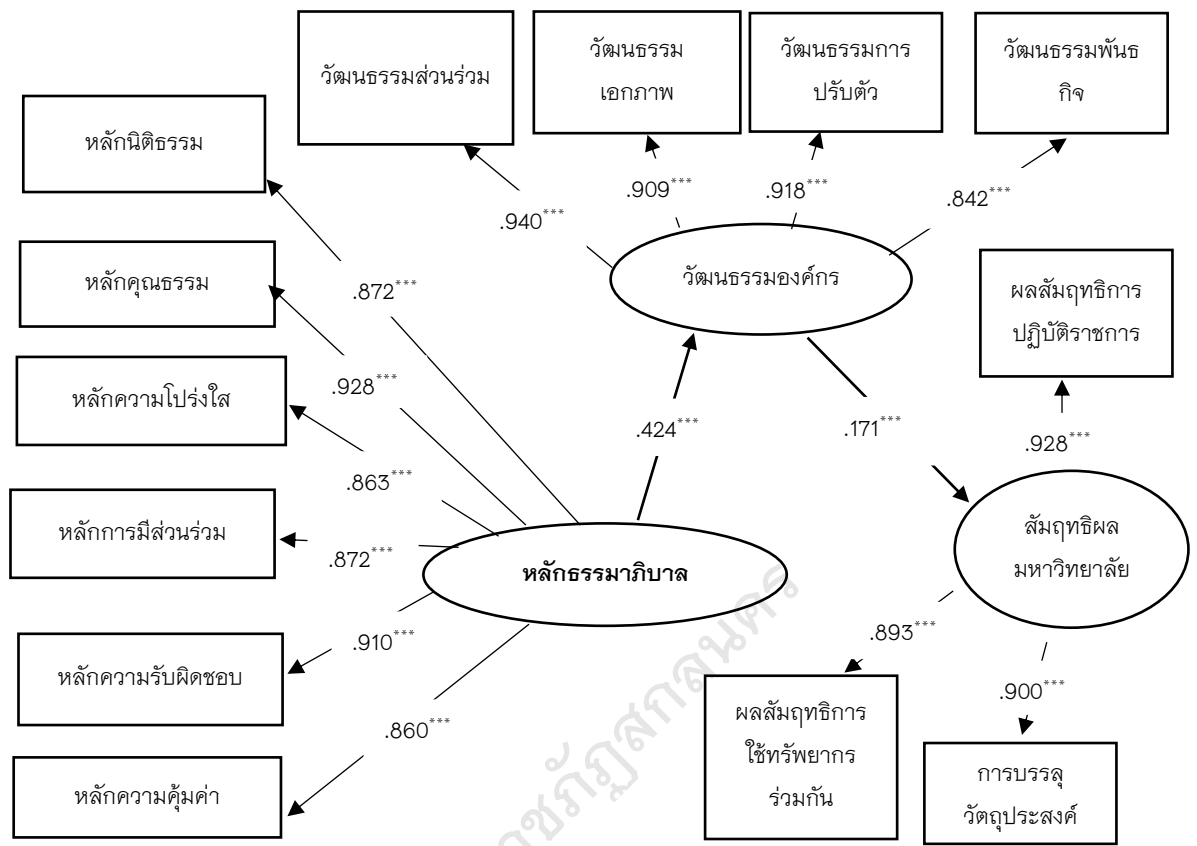 วัฒนธรรมส่วนร่วม
วัฒนธรรม
เอกภาพ
วัฒนธรรมการ
ปรับตัว
วัฒนธรรมพันธ
กิจ
หลักนิติธรรม
.940***
.909***
.918***
.842***
หลักคุณธรรม
.872***
วัฒนธรรมองค์กร
ผลสัมฤทธิการ
ปฏิบัติราชการ
หลักความโปร่งใส
.928***
.424***
.171***
.928***
.863***
หลักการมีส่วนร่วม
.872***
หลักธรรมาภิบาล
สัมฤทธิผล
มหาวิทยาลัย
หลักความรับผิดชอบ
.910***
.893***
.900***
.860***
หลักความคุ้มค่า
ผลสัมฤทธิการ
ใช้ทรัพยากร
ร่วมกัน
การบรรลุ
วัตถุประสงค์